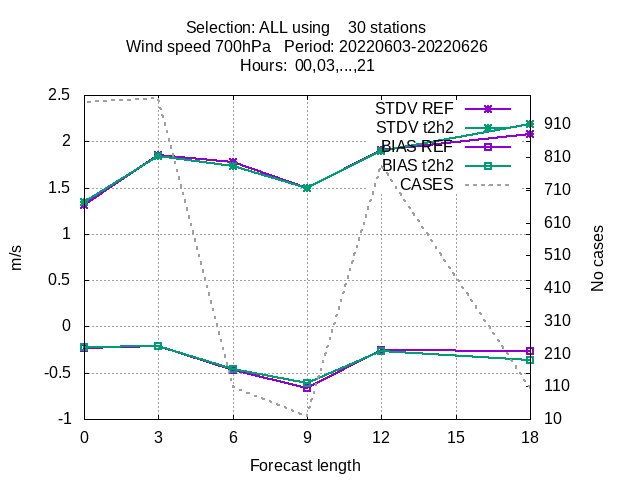 Selection: ALL using 30 stations
Wind speed 700hPa Period: 20220603-20220626
Hours: 00,03,...,21
2.5
2
1.5
1
0.5
0
-0.5
-1
m/s
STDV REF
STDV t2h2
BIAS REF
BIAS t2h2
CASES
910
810
710
610
510
410
310
210
110
10
No cases
0 3 6 9 12 15 18
Forecast length